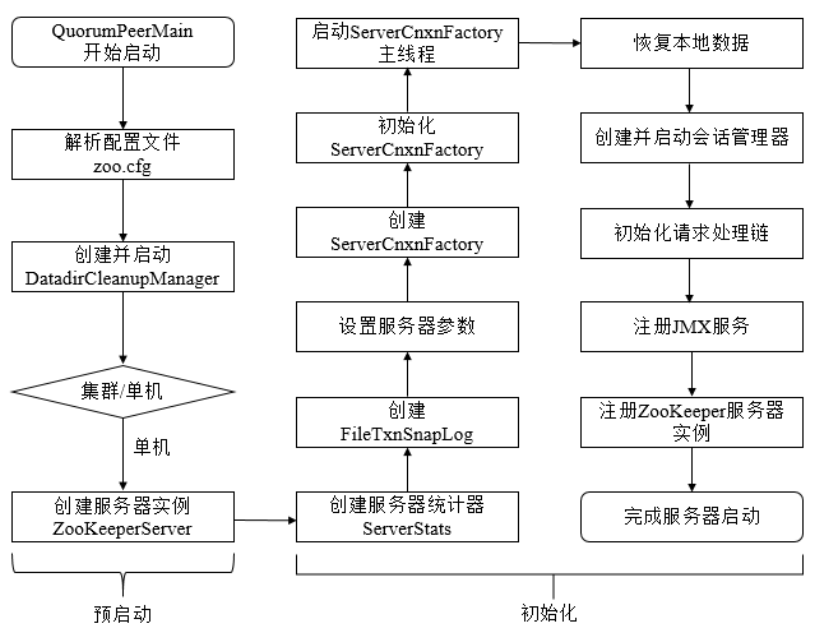 QuorumPeerMain
开始启动
解析配置文件
zoo.cfg
创建并启动
DatadirCleanupManager
集群/单机
单机
创建服务器实例
ZooKeeperServer
预启动
创建服务器统计器
ServerStats
创建
FileTxnSnapLog
设置服务器参数
创建
ServerCnxnFactory
初始化
ServerCnxnFactory
启动ServerCnxnFactory
主线程
恢复本地数据
创建并启动会话管理器
初始化请求处理链
注册JMX服务
注册ZooKeeper服务器
实例
完成服务器启动
初始化